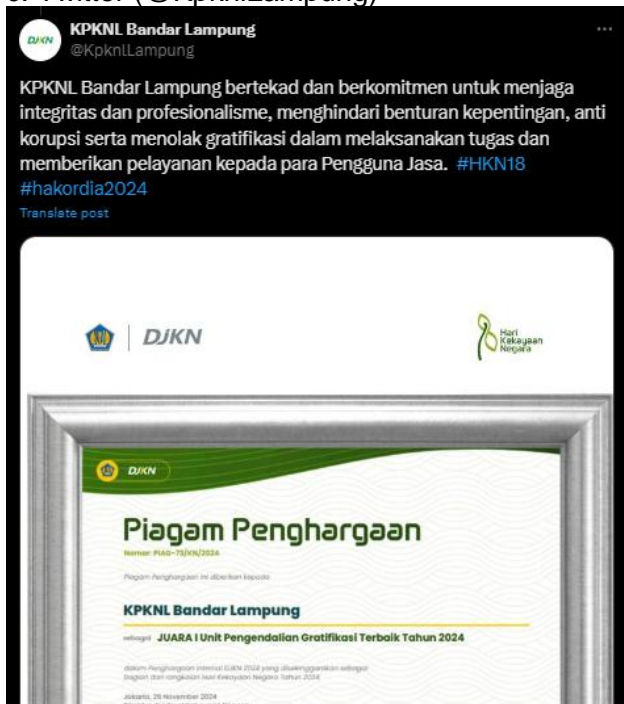 KPKNL Bandar Lampung
@KpknlLampung
KPKNL Bandar Lampung bertekad dan berkomitmen untuk menjaga
integritas dan profesionalisme, menghindari benturan kepentingan, anti
korupsi serta menolak gratifikasi dalam melaksanakan tugas dan
memberikan pelayanan kepada para Pengguna Jasa. #HKN18
#hakordia2024
Translate post
DJKN
Hari
Kekayaan
Negara
DJKN
Piagam Penghargaan
Nomor: PIAG-75/KN/2024
Piagam Penghargaan ini diberikan kepada
KPKNL Bandar Lampung
sebagai JUARA I Unit Pengendalian Gratifikasi Terbaik Tahun 2024
dalam Penghargaan Internal DJKN 2024 yang diselenggarakan sebagai
bagian dari rangkaian Hari Kekayaan Negara Tahun 2024
Jakarta, 26 November 2024